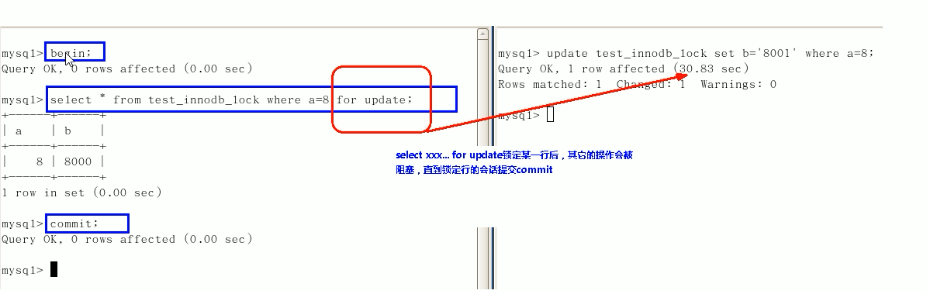 mysql> begin;
Query OK, 0 rows affected (0.00 sec)
mysql> select * from test_innodb_lock where a=8 for update;
+------+------+
| a | b |
+------+------+
| 8 | 8000 |
+------+------+
1 row in set (0.00 sec)
mysql> commit;
Query OK, 0 rows affected (0.00 sec)
mysql>
mysql> update test_innodb_lock set b='8001' where a=8;
Query OK, 1 row affected (30.83 sec)
Rows matched: 1 Changed: 1 Warnings: 0
mysql>
select xxx... for update锁定某一行后，其它的操作会被
阻塞，直到锁定行的会话提交commit